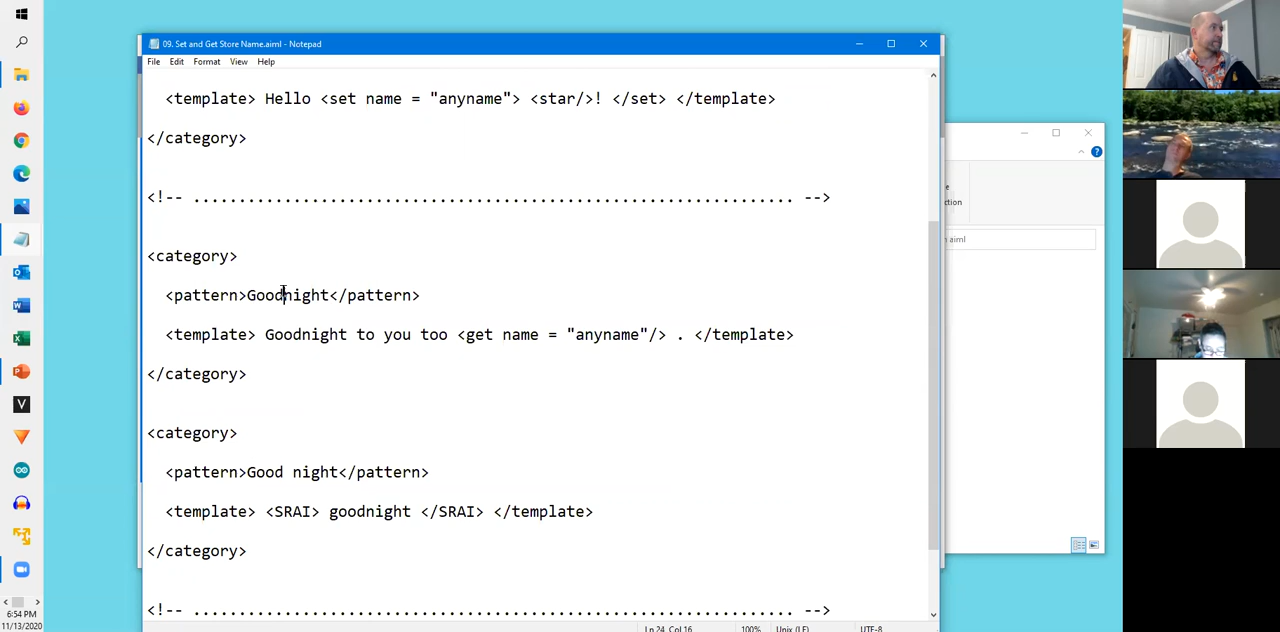 09. Set and Get Store Name.aiml - Notepad
File Edit Format View Help
<template> Hello <set name = "anyname"> <star/>! </set> </template>
</category>
<!-- .................................................................. -->
<category>
<pattern>Goodnight</pattern>
<template> Goodnight to you too <get name = "anyname"/> . </template>
</category>
<category>
<pattern>Good night</pattern>
<template> <SRAI> goodnight </SRAI> </template>
</category>
<!-- .................................................................. -->
Ln 24, Col 16 100% Unix (LF) UTF-8
ction
aiml
6:54 PM
11/13/2020